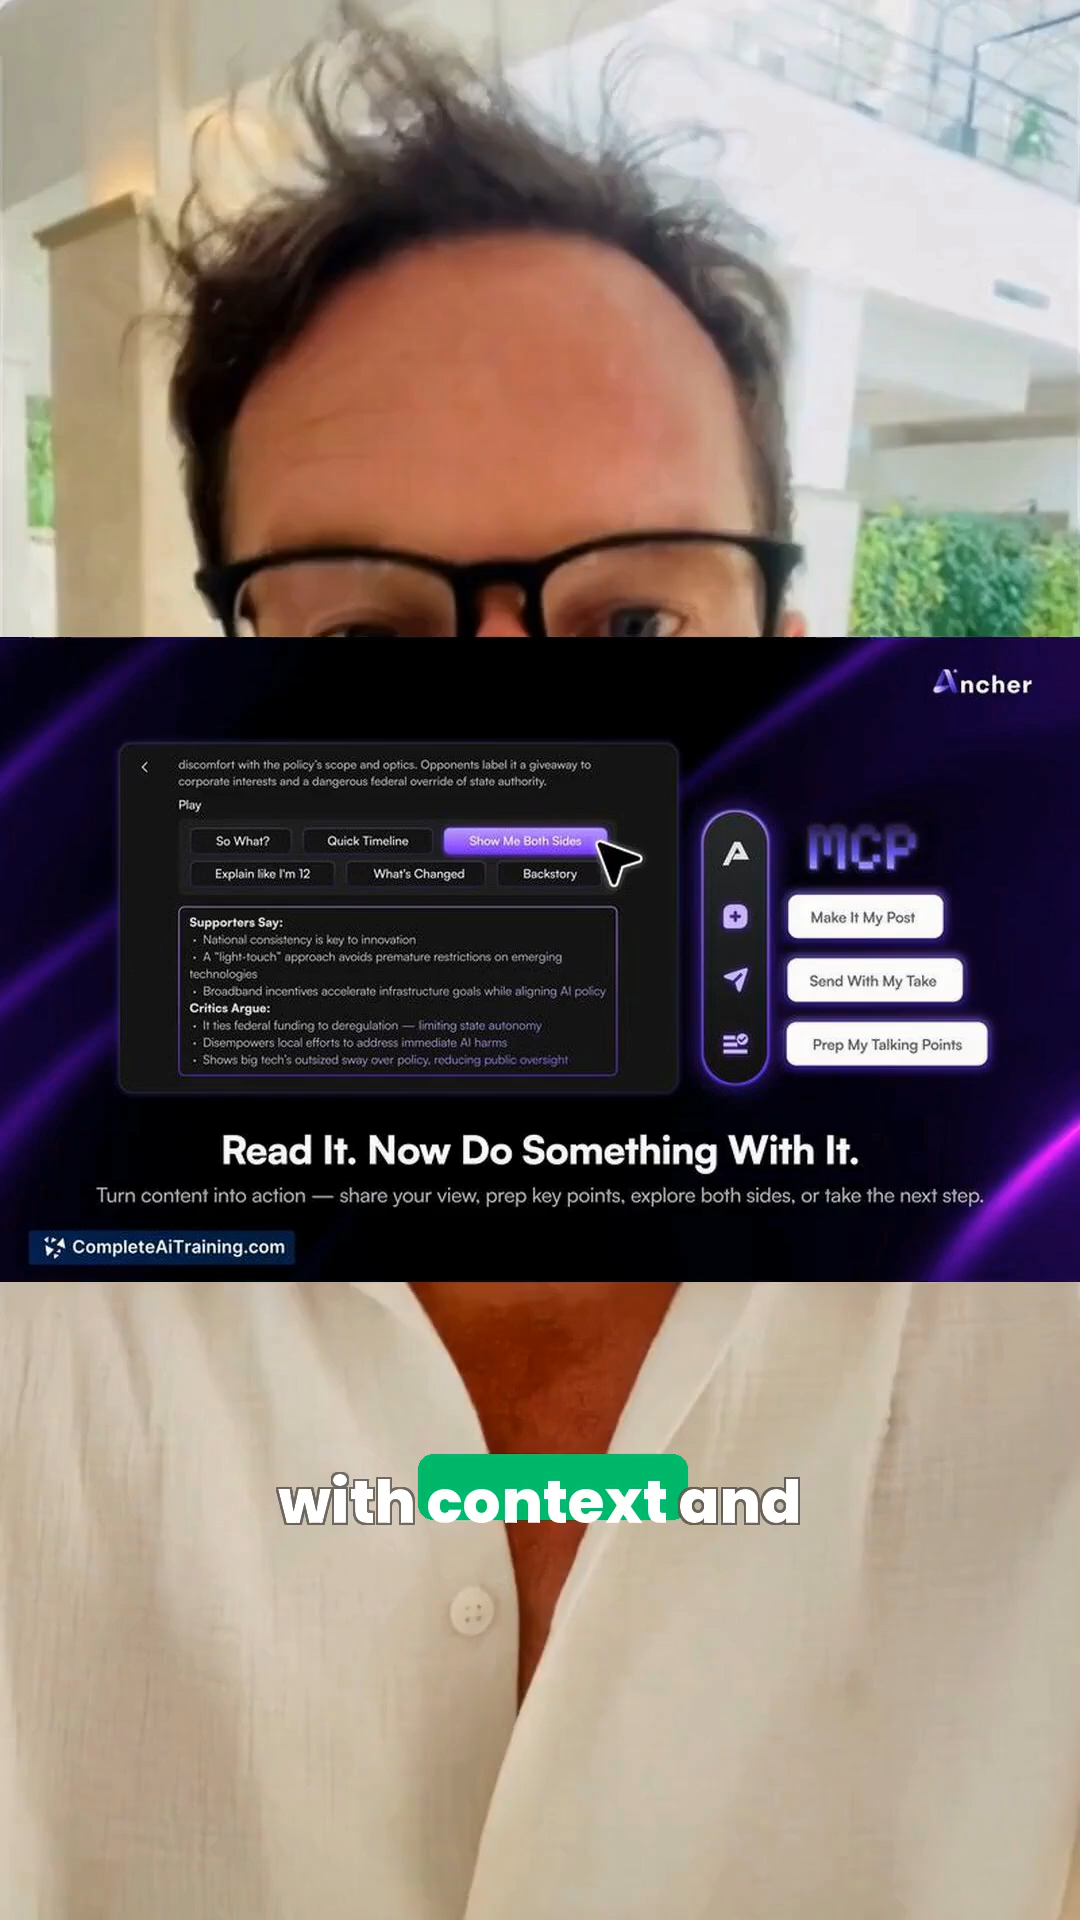 Ancher
discomfort with the policy's scope and optics. Opponents label it a giveaway to
corporate interests and a dangerous federal override of state authority.
Play
So What?
Quick Timeline
Show Me Both Sides
Explain like I'm 12
What's Changed
Backstory
Supporters Say:
· National consistency is key to innovation
· A "light-touch" approach avoids premature restrictions on emerging
technologies
· Broadband incentives accelerate infrastructure goals while aligning AI policy
Critics Argue:
· It ties federal funding to deregulation — limiting state autonomy
· Disempowers local efforts to address immediate AI harms
· Shows big tech's outsized sway over policy, reducing public oversight
MCP
Make It My Post
Send With My Take
Prep My Talking Points
Read It. Now Do Something With It.
Turn content into action — share your view, prep key points, explore both sides, or take the next step.
CompleteAiTraining.com
with context and